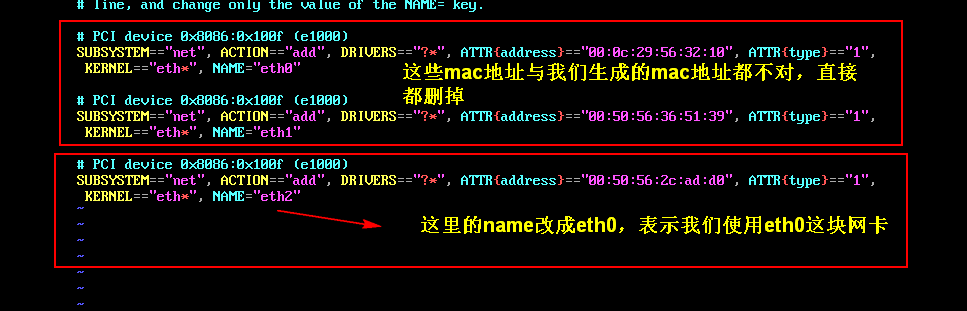 # line, and change only the value of the NAME= key.
# PCI device 0x8086:0x100f (e1000)
SUBSYSTEM=="net", ACTION=="add", DRIVERS=="?*", ATTR{address}=="00:0c:29:56:32:10", ATTR{type}=="1",
KERNEL=="eth*", NAME="eth0"
这些mac地址与我们生成的mac地址都不对，直接
都删掉
# PCI device 0x8086:0x100f (e1000)
SUBSYSTEM=="net", ACTION=="add", DRIVERS=="?*", ATTR{address}=="00:50:56:36:51:39", ATTR{type}=="1",
KERNEL=="eth*", NAME="eth1"
# PCI device 0x8086:0x100f (e1000)
SUBSYSTEM=="net", ACTION=="add", DRIVERS=="?*", ATTR{address}=="00:50:56:2c:ad:d0", ATTR{type}=="1",
KERNEL=="eth*", NAME="eth2"
~
~
这里的name改成eth0，表示我们使用eth0这块网卡
~
~
~
~
~